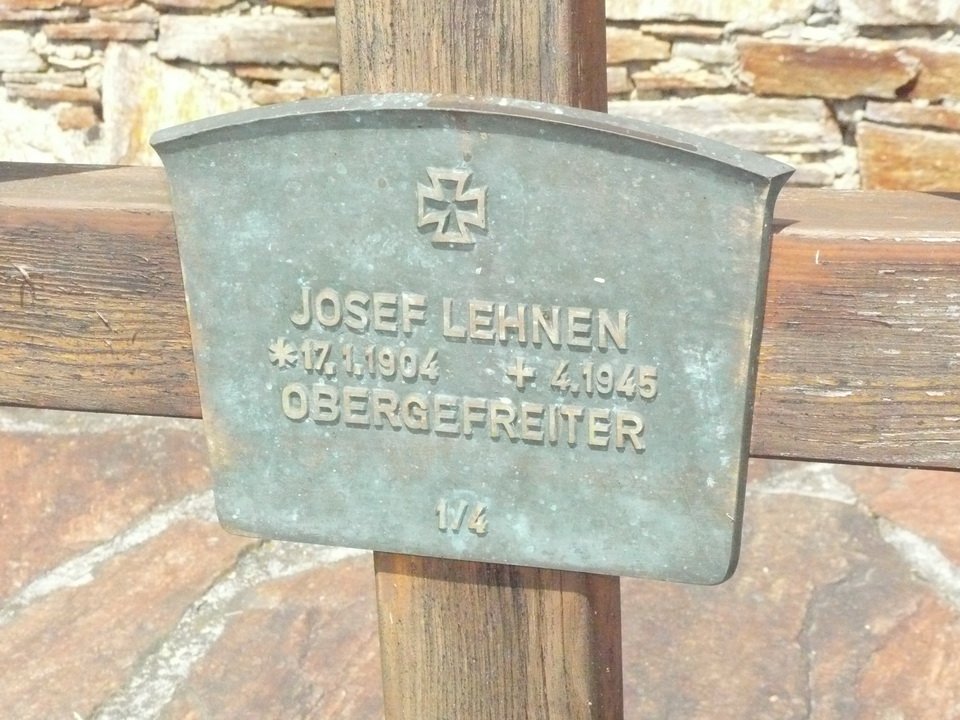 JOSEF LEHNEN
*17.1.1904 + 4.1945
OBERGEFREITER
1/4